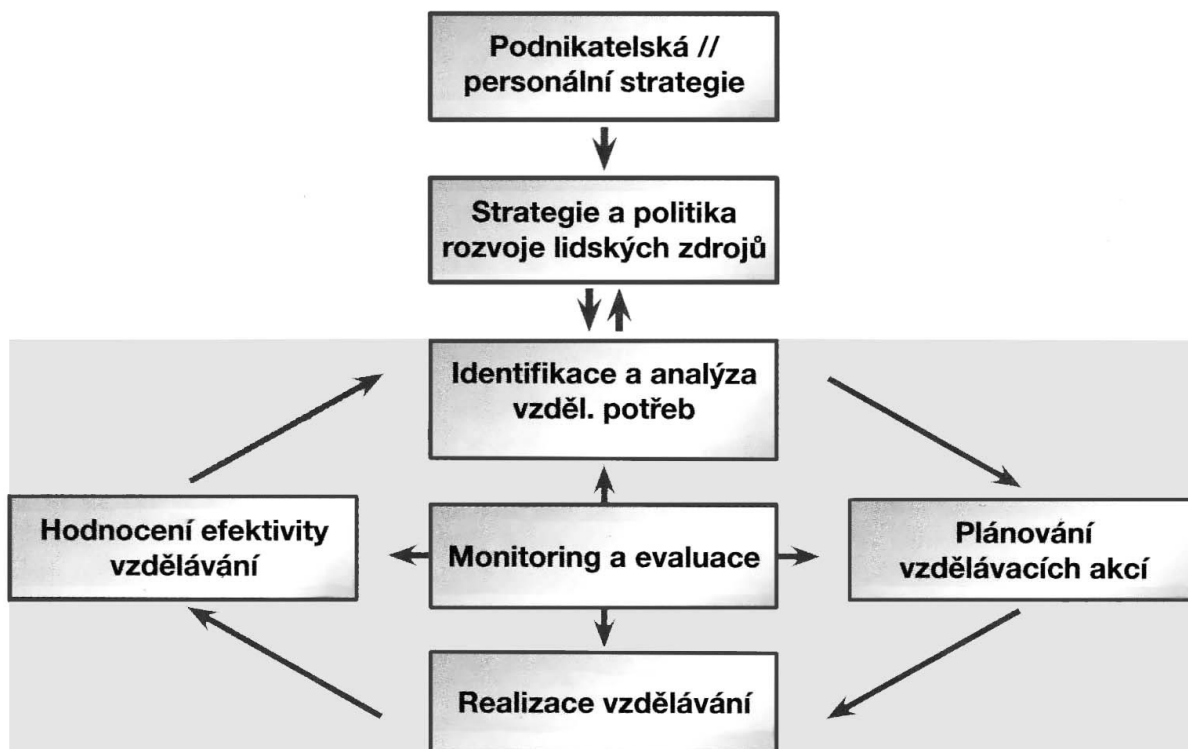 Podnikatelská //
personální strategie
Strategie a politika
rozvoje lidských zdrojů
Identifikace a analýza
vzděl. potřeb
Hodnocení efektivity
vzdělávání
Monitoring a evaluace
Plánování
vzdělávacích akcí
Realizace vzdělávání